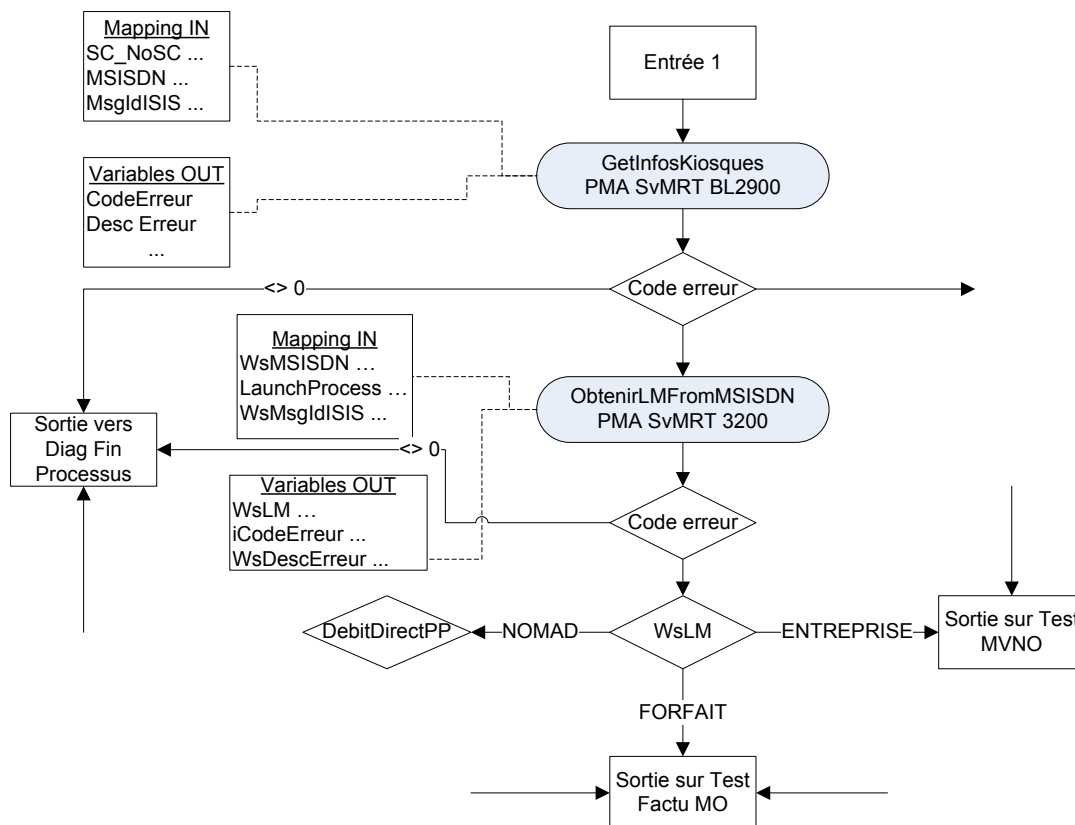 Mapping IN
SC_NoSC ...
MSISDN ...
MsgIdISIS ...
Entrée 1
GetInfosKiosques
PMA SvMRT BL2900
Variables OUT
CodeErreur
Desc Erreur
...
<> 0
Code erreur
Mapping IN
WsMSISDN …
LaunchProcess …
WsMsgIdISIS ...
ObtenirLMFromMSISDN
PMA SvMRT 3200
Sortie vers
Diag Fin
Processus
<> 0
Variables OUT
WsLM …
iCodeErreur ...
WsDescErreur ...
Code erreur
DebitDirectPP
NOMAD
WsLM
ENTREPRISE
Sortie sur Test
MVNO
FORFAIT
Sortie sur Test
Factu MO